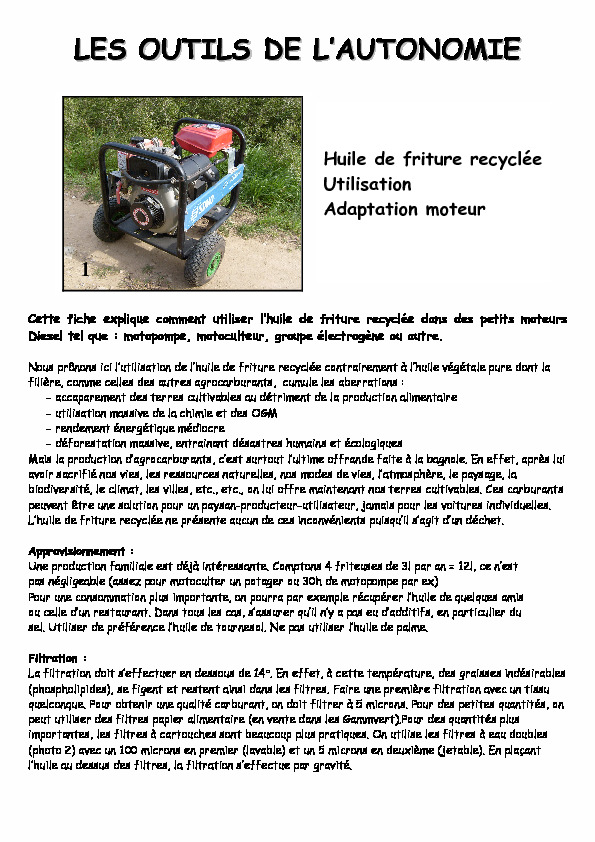 LES OUTILS DE L'AUTONOMIE
Huile de friture recyclée
Utilisation
Adaptation moteur
1
Cette fiche explique comment utiliser l'huile de friture recyclée dans des petits moteurs
Diesel tel que : motopompe, motoculteur, groupe électrogène ou autre.
Nous prônons ici l'utilisation de l'huile de friture recyclée contrairement à l'huile végétale pure dont la
filière, comme celles des autres agrocarburants, cumule les aberrations :
- accaparement des terres cultivables au détriment de la production alimentaire
- utilisation massive de la chimie et des OGM
- rendement énergétique médiocre
- déforestation massive, entrainant désastres humains et écologiques
Mais la production d'agrocarburants, c'est surtout l'ultime offrande faite à la bagnole. En effet, après lui
avoir sacrifié nos vies, les ressources naturelles, nos modes de vies, l'atmosphère, le paysage, la
biodiversité, le climat, les villes, etc., etc., on lui offre maintenant nos terres cultivables. Ces carburants
peuvent être une solution pour un paysan-producteur-utilisateur, jamais pour les voitures individuelles.
L'huile de friture recyclée ne présente aucun de ces inconvénients puisqu'il s'agit d'un déchet.
Approvisionnement :
Une production familiale est déjà intéressante. Comptons 4 friteuses de 3l par an = 12l, ce n'est
pas négligeable (assez pour motoculter un potager ou 30h de motopompe par ex)
Pour une consommation plus importante, on pourra par exemple récupérer l'huile de quelques amis
ou celle d'un restaurant. Dans tous les cas, s'assurer qu'il n'y a pas eu d'additifs, en particulier du
sel. Utiliser de préférence l'huile de tournesol. Ne pas utiliser l'huile de palme.
Filtration :
La filtration doit s'effectuer en dessous de 14°. En effet, à cette température, des graisses indésirables
(phospholipides), se figent et restent ainsi dans les filtres. Faire une première filtration avec un tissu
quelconque. Pour obtenir une qualité carburant, on doit filtrer à 5 microns. Pour des petites quantités, on
peut utiliser des filtres papier alimentaire (en vente dans les Gammvert).Pour des quantités plus
importantes, les filtres à cartouches sont beaucoup plus pratiques. On utilise les filtres à eau doubles
(photo 2) avec un 100 microns en premier (lavable) et un 5 microns en deuxième (jetable). En plaçant
l'huile au dessus des filtres, la filtration s'effectue par gravité.